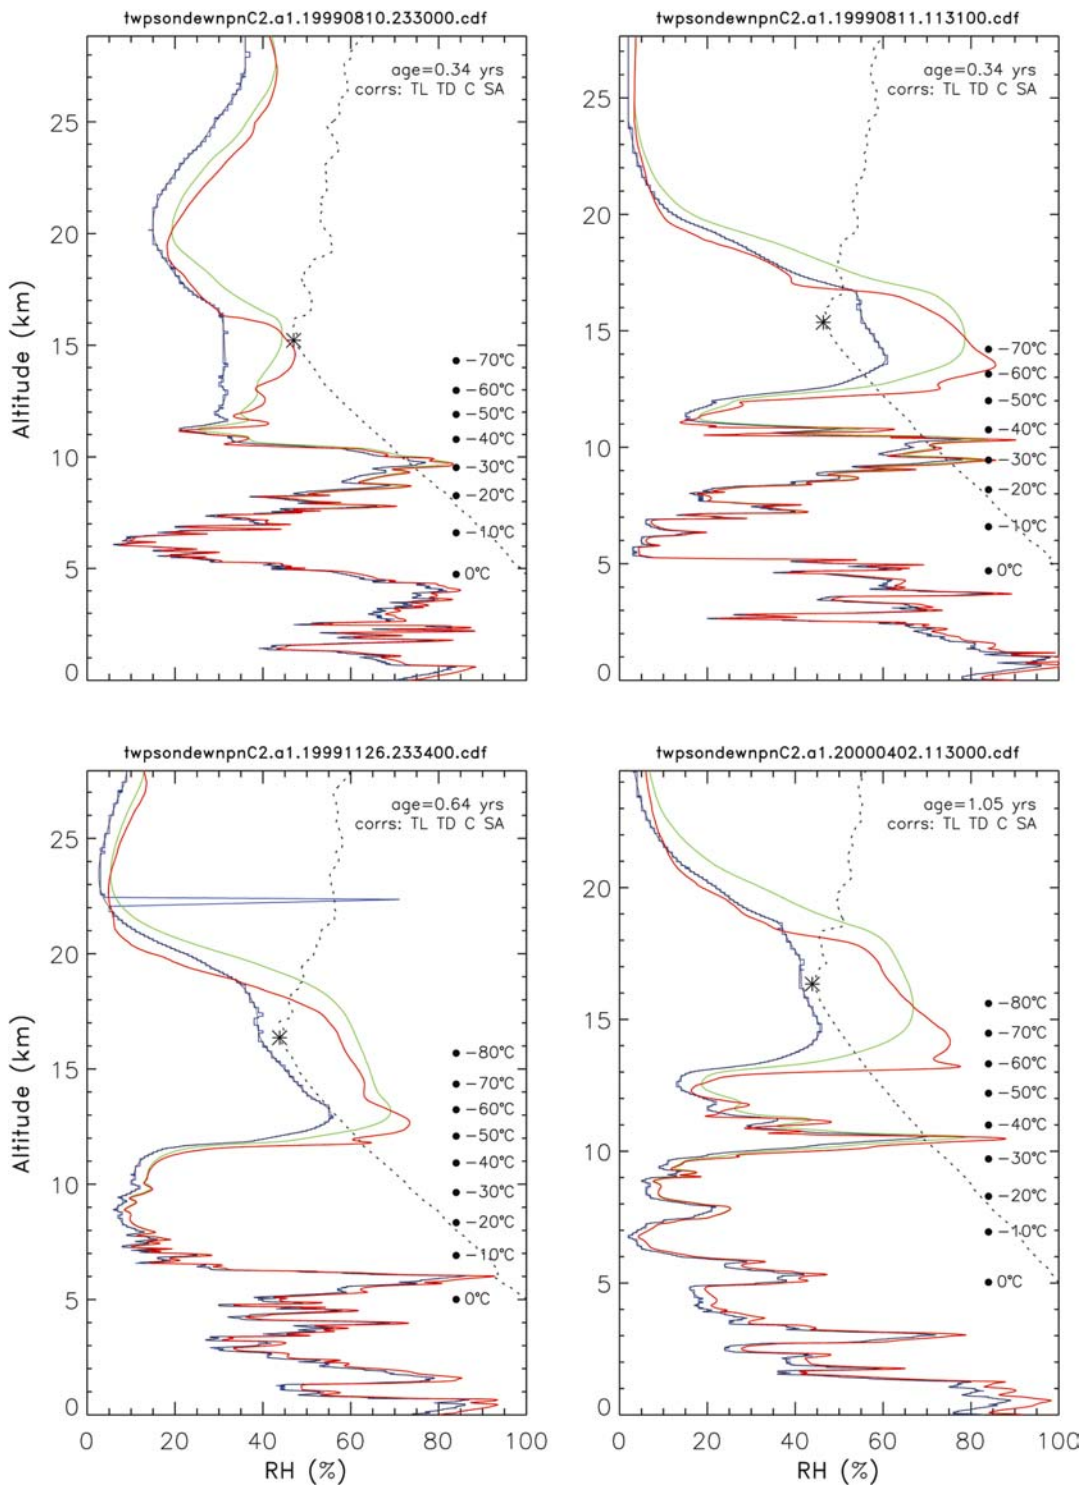 twpsondewnpnC2.a1.19990810.233000.cdf
age=0.34 yrs
corrs: TL TD C SA
25
20
15
10
5
0
Altitude (km)
-70°C
-60°C
-50°C
-40°C
-30°C
-20°C
-10°C
0°C
twpsondewnpnC2.a1.19990811.113100.cdf
age=0.34 yrs
corrs: TL TD C SA
25
20
15
10
5
0
-70°C
-60°C
-50°C
-40°C
-30°C
-20°C
-10°C
0°C
twpsondewnpnC2.a1.19991126.233400.cdf
age=0.64 yrs
corrs: TL TD C SA
25
20
15
10
5
0
Altitude (km)
-80°C
-70°C
-60°C
-50°C
-40°C
-30°C
-20°C
-10°C
0°C
0 20 40 60 80 100
RH (%)
twpsondewnpnC2.a1.20000402.113000.cdf
age=1.05 yrs
corrs: TL TD C SA
20
15
10
5
0
-80°C
-70°C
-60°C
-50°C
-40°C
-30°C
-20°C
-10°C
0°C
20 40 60 80 100
RH (%)